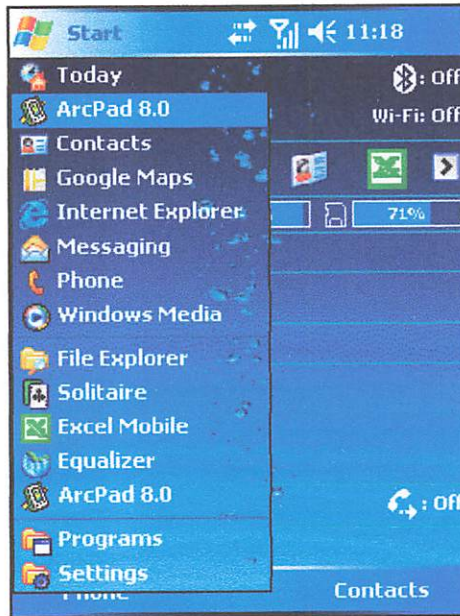 Start 11:18
Today
: Off
ArcPad 8.0
Wi-Fi: Off
Contacts
Google Maps
Internet Explorer
71%
Messaging
Phone
Windows Media
File Explorer
Solitaire
Excel Mobile
Equalizer
ArcPad 8.0
: Off
Programs
Settings
Phone Contacts